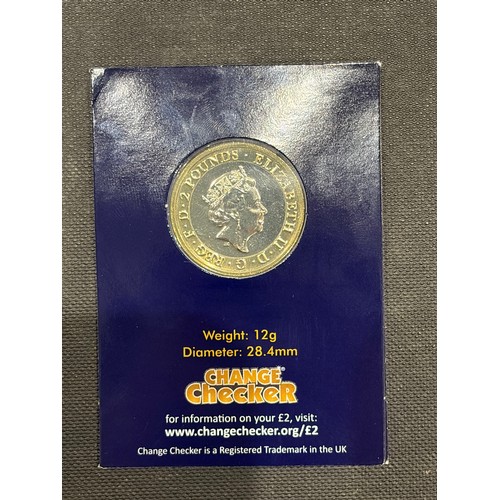 · ELIZABETH II · D · G · REG · F · D · 2 POUNDS
Weight: 12g
Diameter: 28.4mm
CHANGE
CHecKeR®
for information on your £2, visit:
www.changechecker.org/£2
Change Checker is a Registered Trademark in the UK